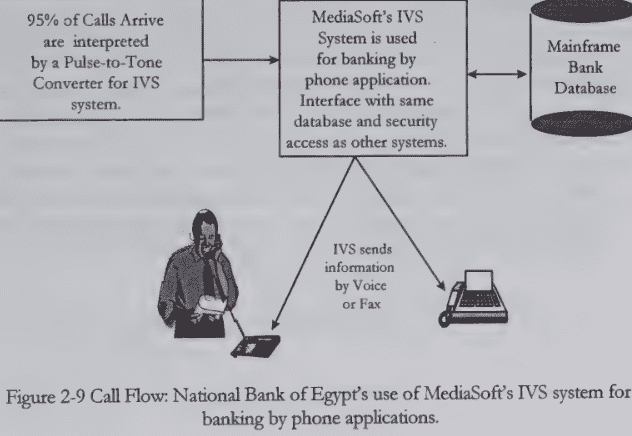 95% of Calls Arrive
are interpreted
by a Pulse-to-Tone
Converter for IVS
system.
MediaSoft's IVS
System is used
for banking by
phone application.
Interface with same
database and security
access as other systems.
Mainframe
Bank
Database
IVS sends
information
by Voice
or Fax
Figure 2-9 Call Flow: National Bank of Egypt's use of MediaSoft's IVS system for
banking by phone applications.